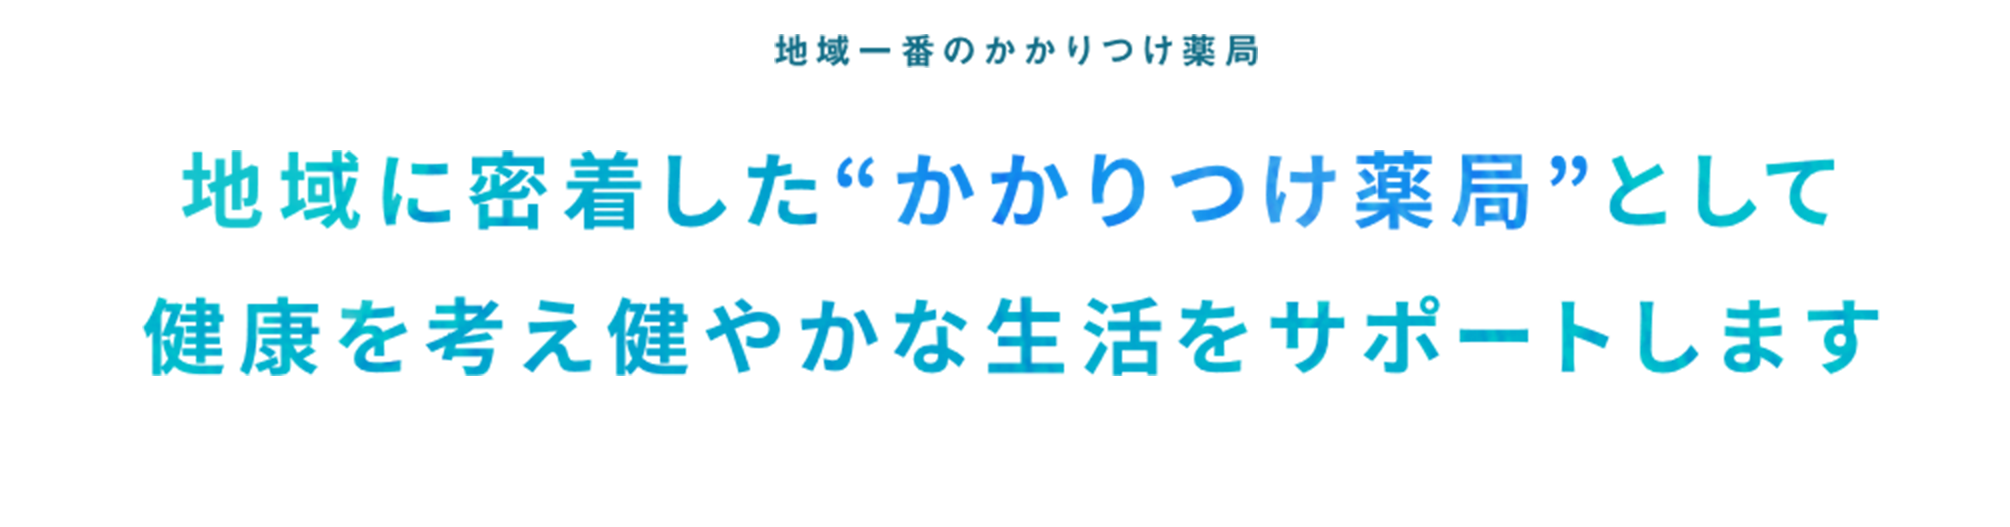 地域一番のかかりつけ薬局
地域に密着した“かかりつけ薬局”として
健康を考え健やかな生活をサポートします